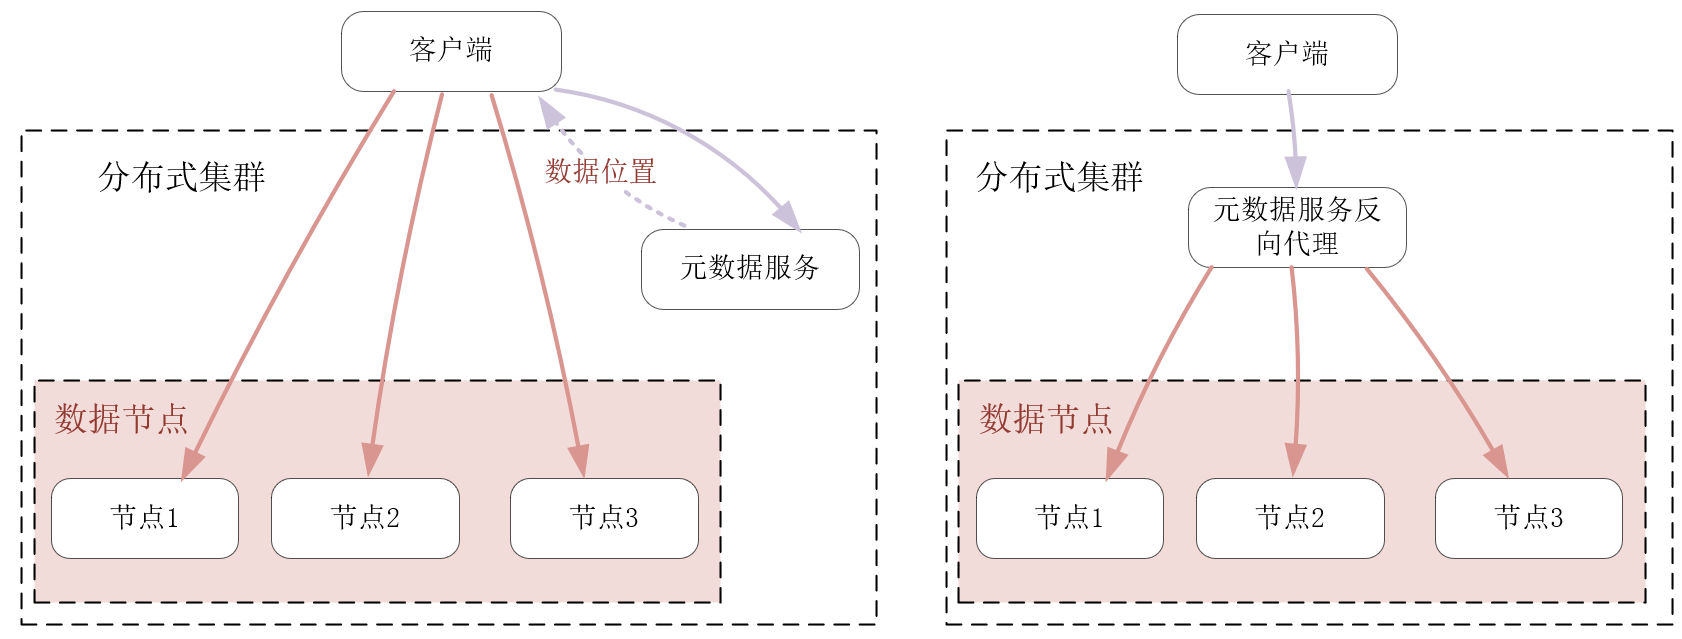 客户端
分布式集群
数据位置
元数据服务
数据节点
节点1
节点2
节点3
客户端
分布式集群
元数据服务反
向代理
数据节点
节点1
节点2
节点3